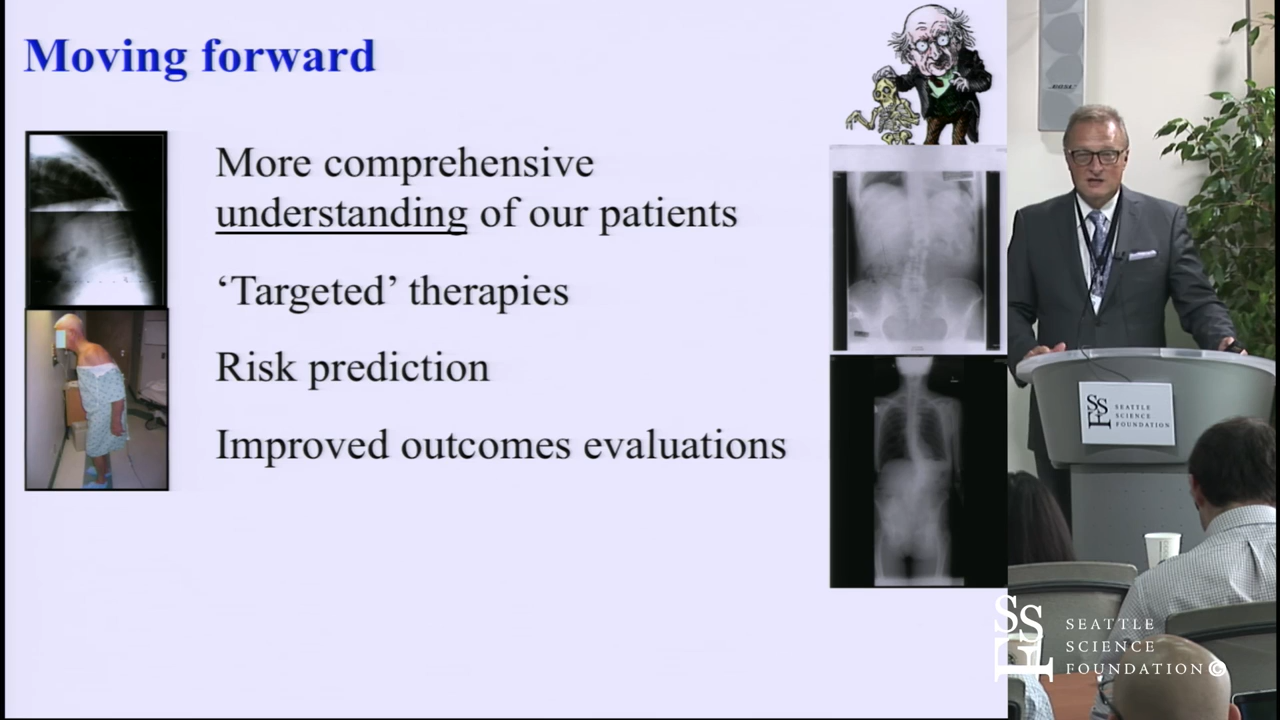 Moving forward
More comprehensive
understanding of our patients
‘Targeted’ therapies
Risk prediction
Improved outcomes evaluations
SSF
SEATTLE
SCIENCE
FOUNDATION
SSF
SEATTLE
SCIENCE
FOUNDATION©